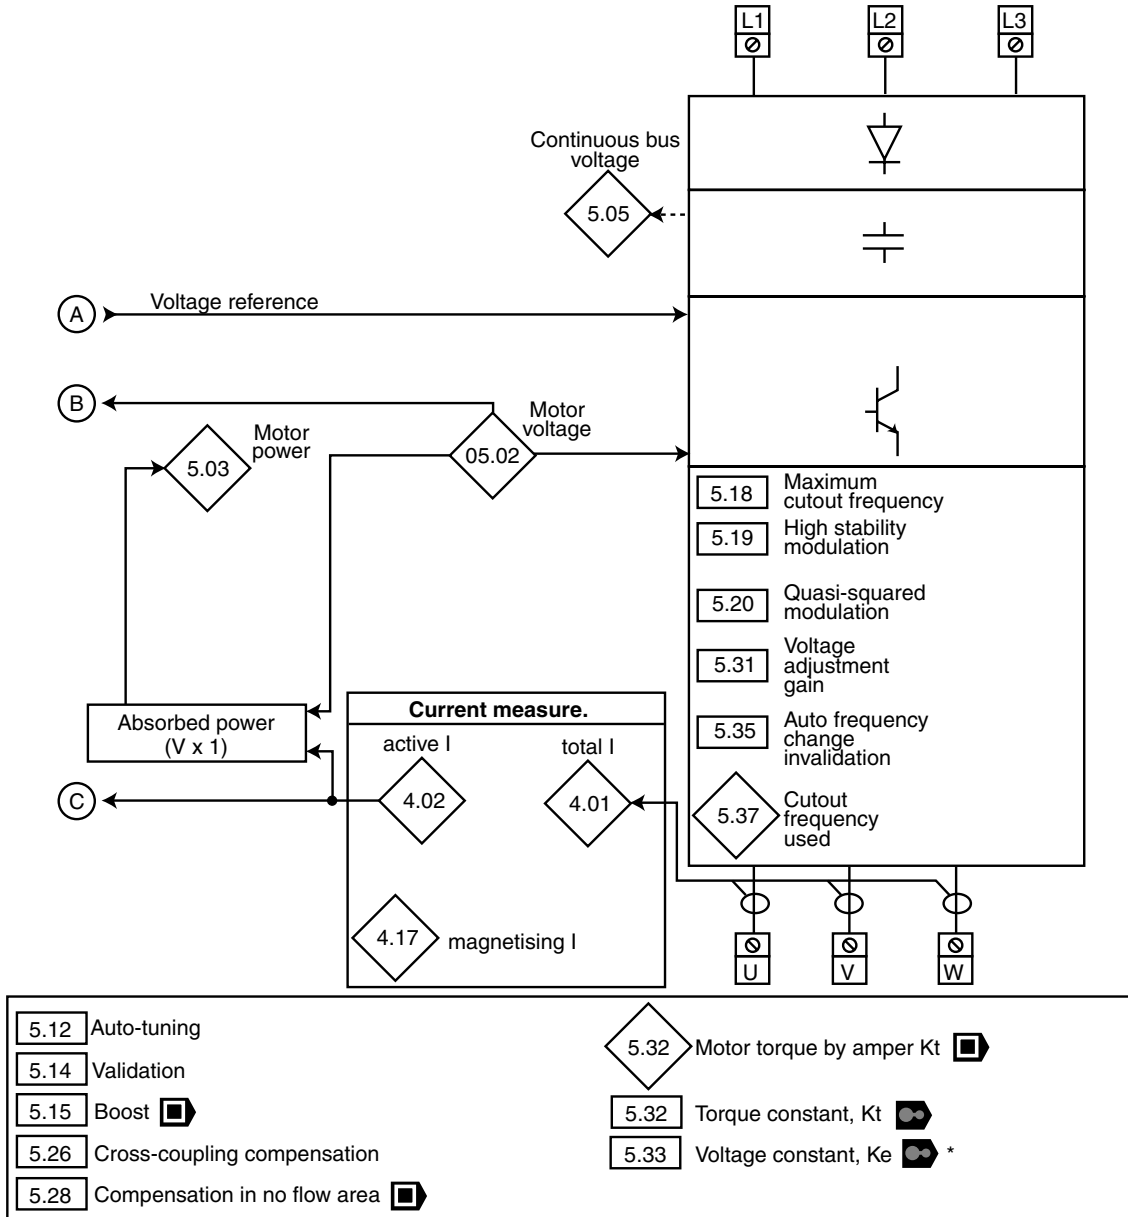 L1
L2
L3
Continuous bus
voltage
5.05
A
Voltage reference
B
Motor
power
5.03
Motor
voltage
05.02
5.18
Maximum
cutout frequency
5.19
High stability
modulation
5.20
Quasi-squared
modulation
5.31
Voltage
adjustment
gain
5.35
Auto frequency
change
invalidation
5.37
Cutout
frequency
used
Absorbed power
(V x 1)
Current measure.
active I
total I
C
4.02
4.01
4.17
magnetising I
U
V
W
5.12
Auto-tuning
5.14
Validation
5.15
Boost
5.26
Cross-coupling compensation
5.28
Compensation in no flow area
5.32
Motor torque by amper Kt
5.32
Torque constant, Kt
5.33
Voltage constant, Ke *